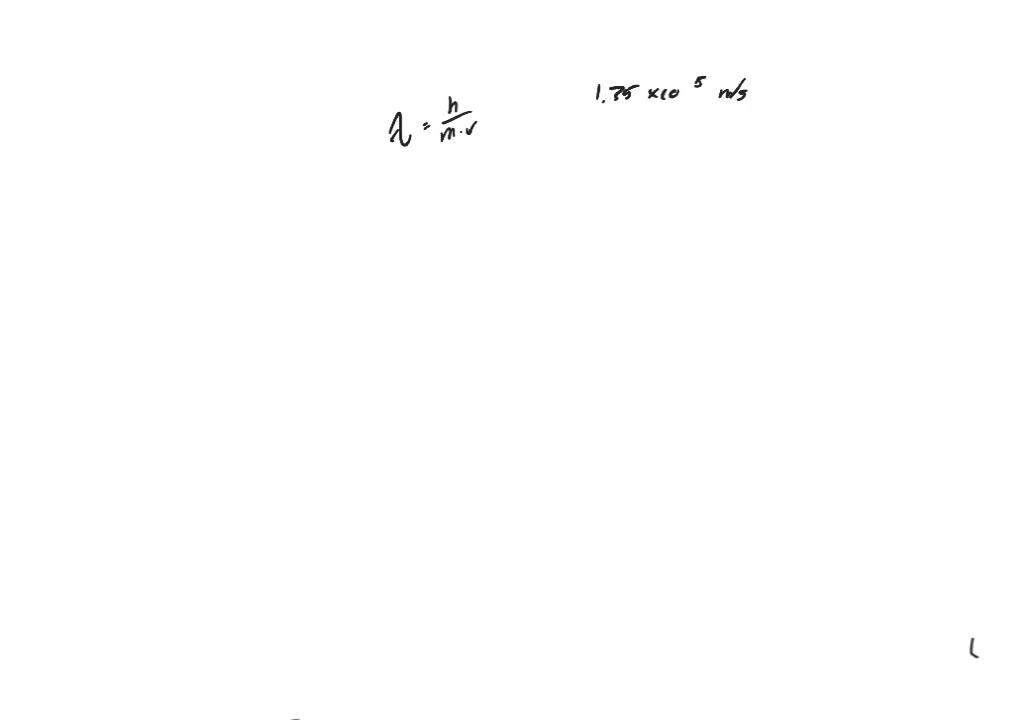 λ = h / m·v
1.75 x10^5 m/s